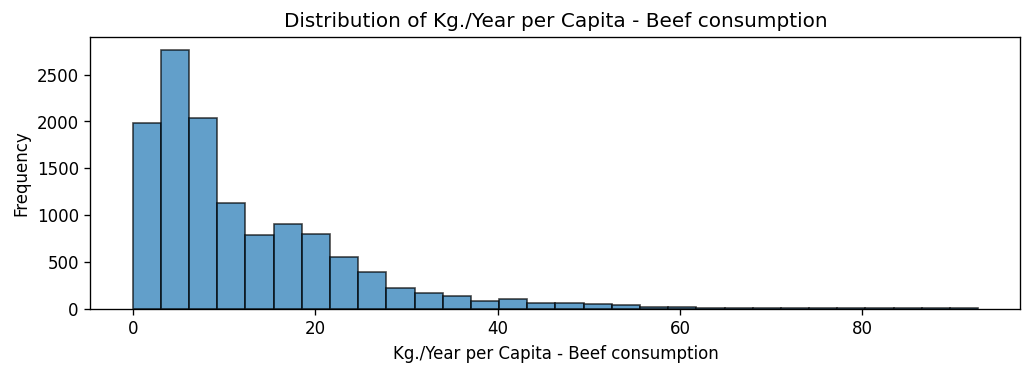 Distribution of Kg./Year per Capita - Beef consumption
2500
2000
1500
1000
500
0
Frequency
0 20 40 60 80
Kg./Year per Capita - Beef consumption